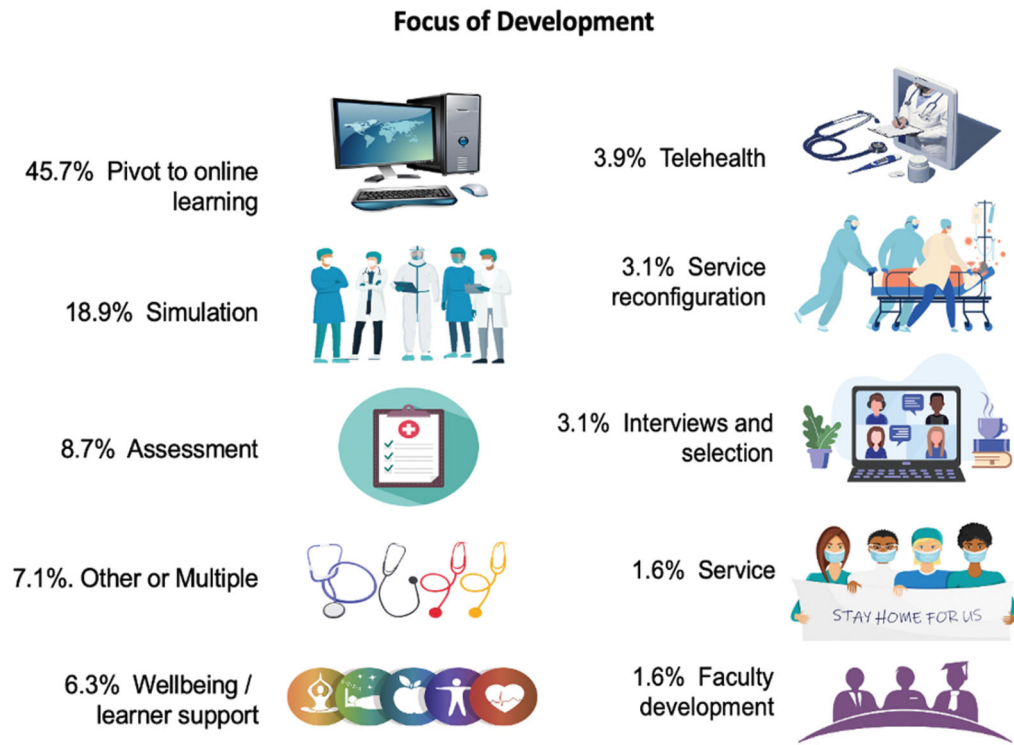 Focus of Development
45.7% Pivot to online
learning
18.9% Simulation
8.7% Assessment
7.1%. Other or Multiple
6.3% Wellbeing /
learner support
3.9% Telehealth
3.1% Service
reconfiguration
3.1% Interviews and
selection
1.6% Service
STAY HOME FOR US
1.6% Faculty
development